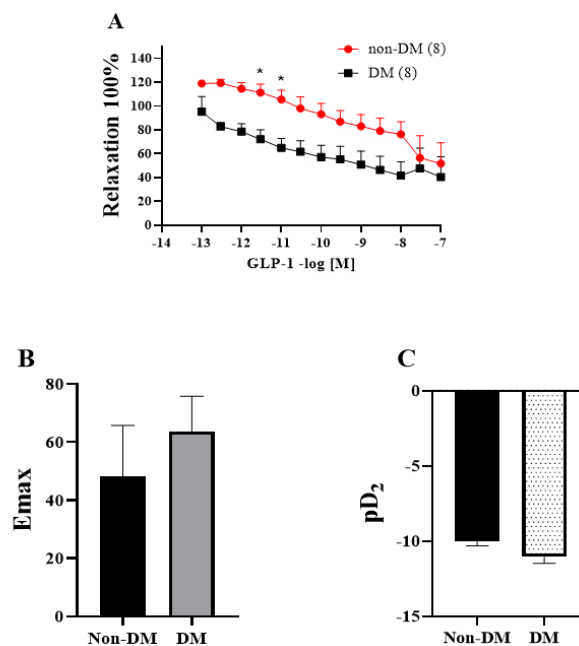 A
non-DM (8)
DM (8)
* *
Relaxation 100%
140
120
100
80
60
40
20
0
-14 -13 -12 -11 -10 -9 -8 -7
GLP-1 -log [M]
B
Emax
80
60
40
20
0
Non-DM DM
C
pD₂
0
-5
-10
-15
Non-DM DM